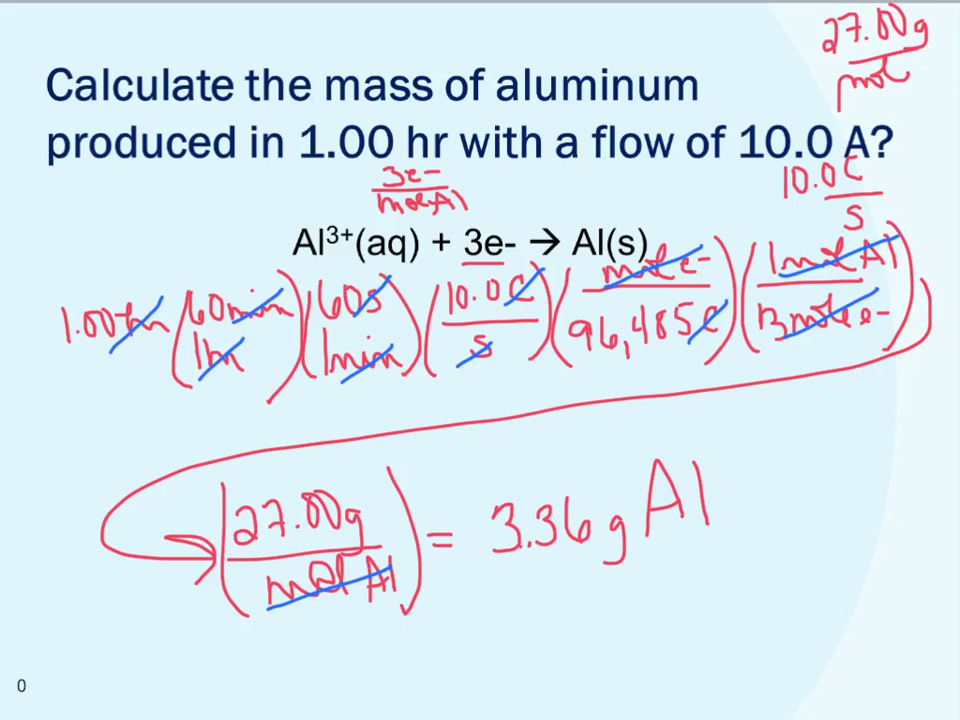 27.00g
mol
Calculate the mass of aluminum
produced in 1.00 hr with a flow of 10.0 A?
3e-
mol Al
10.0C
s
Al³⁺(aq) + 3e- → Al(s)
1.00 hr (60min/1hr) (60s/1min) (10.0C/s) (mol e-/96,485C) (1mol Al/3mol e-)
(27.00g/mol Al) = 3.36g Al
0